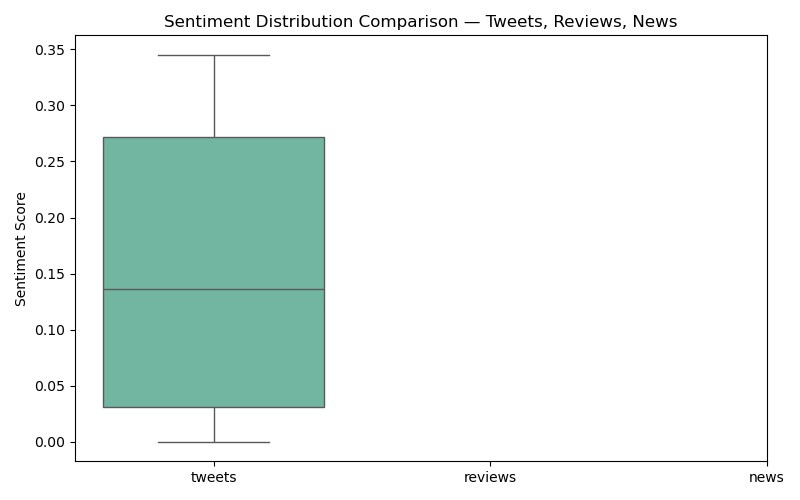 Sentiment Distribution Comparison — Tweets, Reviews, News
Sentiment Score
0.35
0.30
0.25
0.20
0.15
0.10
0.05
0.00
tweets
reviews
news